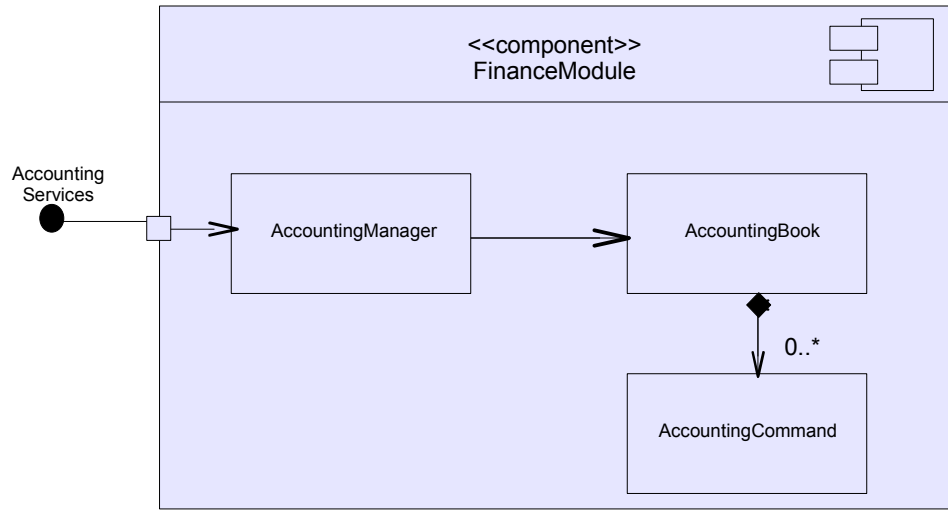 <<component>>
FinanceModule
Accounting
Services
AccountingManager
AccountingBook
0..*
AccountingCommand